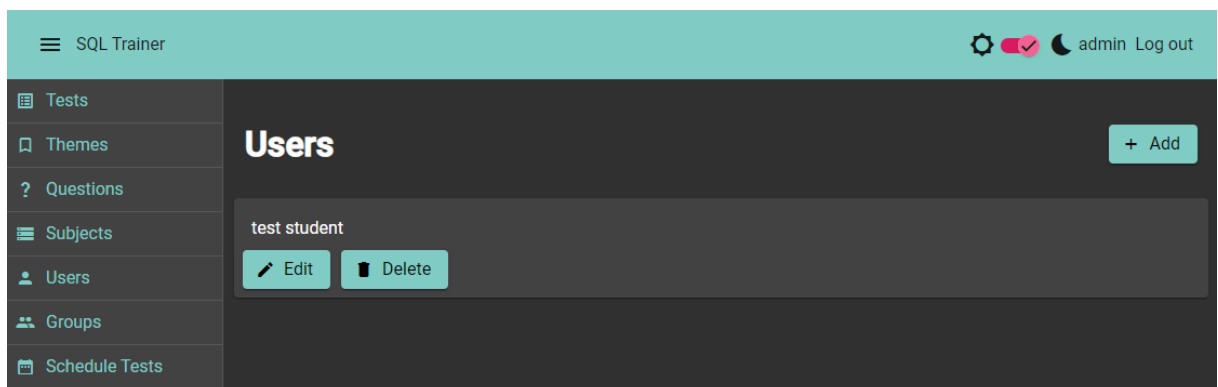 SQL Trainer
admin Log out
Tests
Themes
? Questions
Subjects
Users
Groups
Schedule Tests
Users
+ Add
test student
Edit
Delete